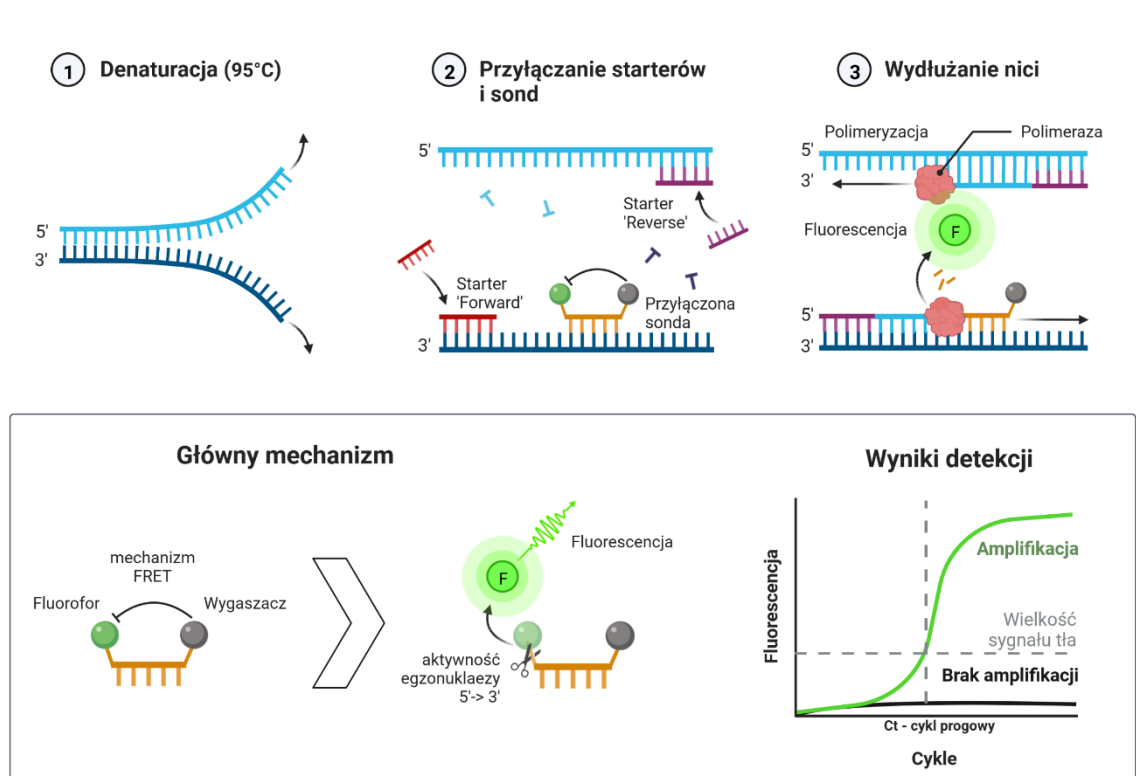 1 Denaturacja (95°C)
2 Przyłączanie starterów
i sond
3 Wydłużanie nici
5'
3'
5'
Starter
'Reverse'
Starter
'Forward'
Przyłączona
sonda
3'
Polimeryzacja
Polimeraza
5'
3'
Fluorescencja
F
5'
3'
Główny mechanizm
mechanizm
FRET
Fluorofor
Wygaszacz
F
Fluorescencja
aktywność
egzonuklaezy
5'-> 3'
Wyniki detekcji
Fluorescencja
Amplifikacja
Wielkość
sygnału tła
Brak amplifikacji
Ct - cykl progowy
Cykle